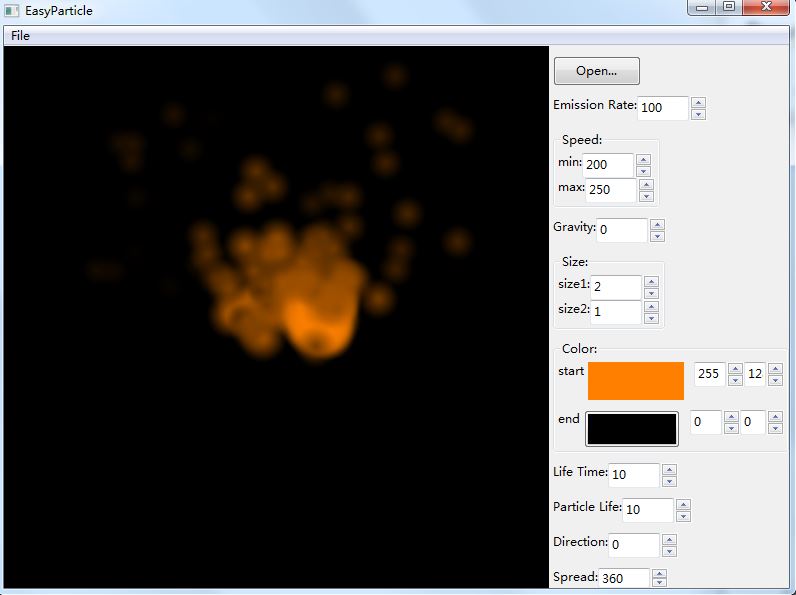 EasyParticle
File
Open...
Emission Rate: 100
Speed:
min: 200
max: 250
Gravity: 0
Size:
size1: 2
size2: 1
Color:
start 255 12
end 0 0
Life Time: 10
Particle Life: 10
Direction: 0
Spread: 360